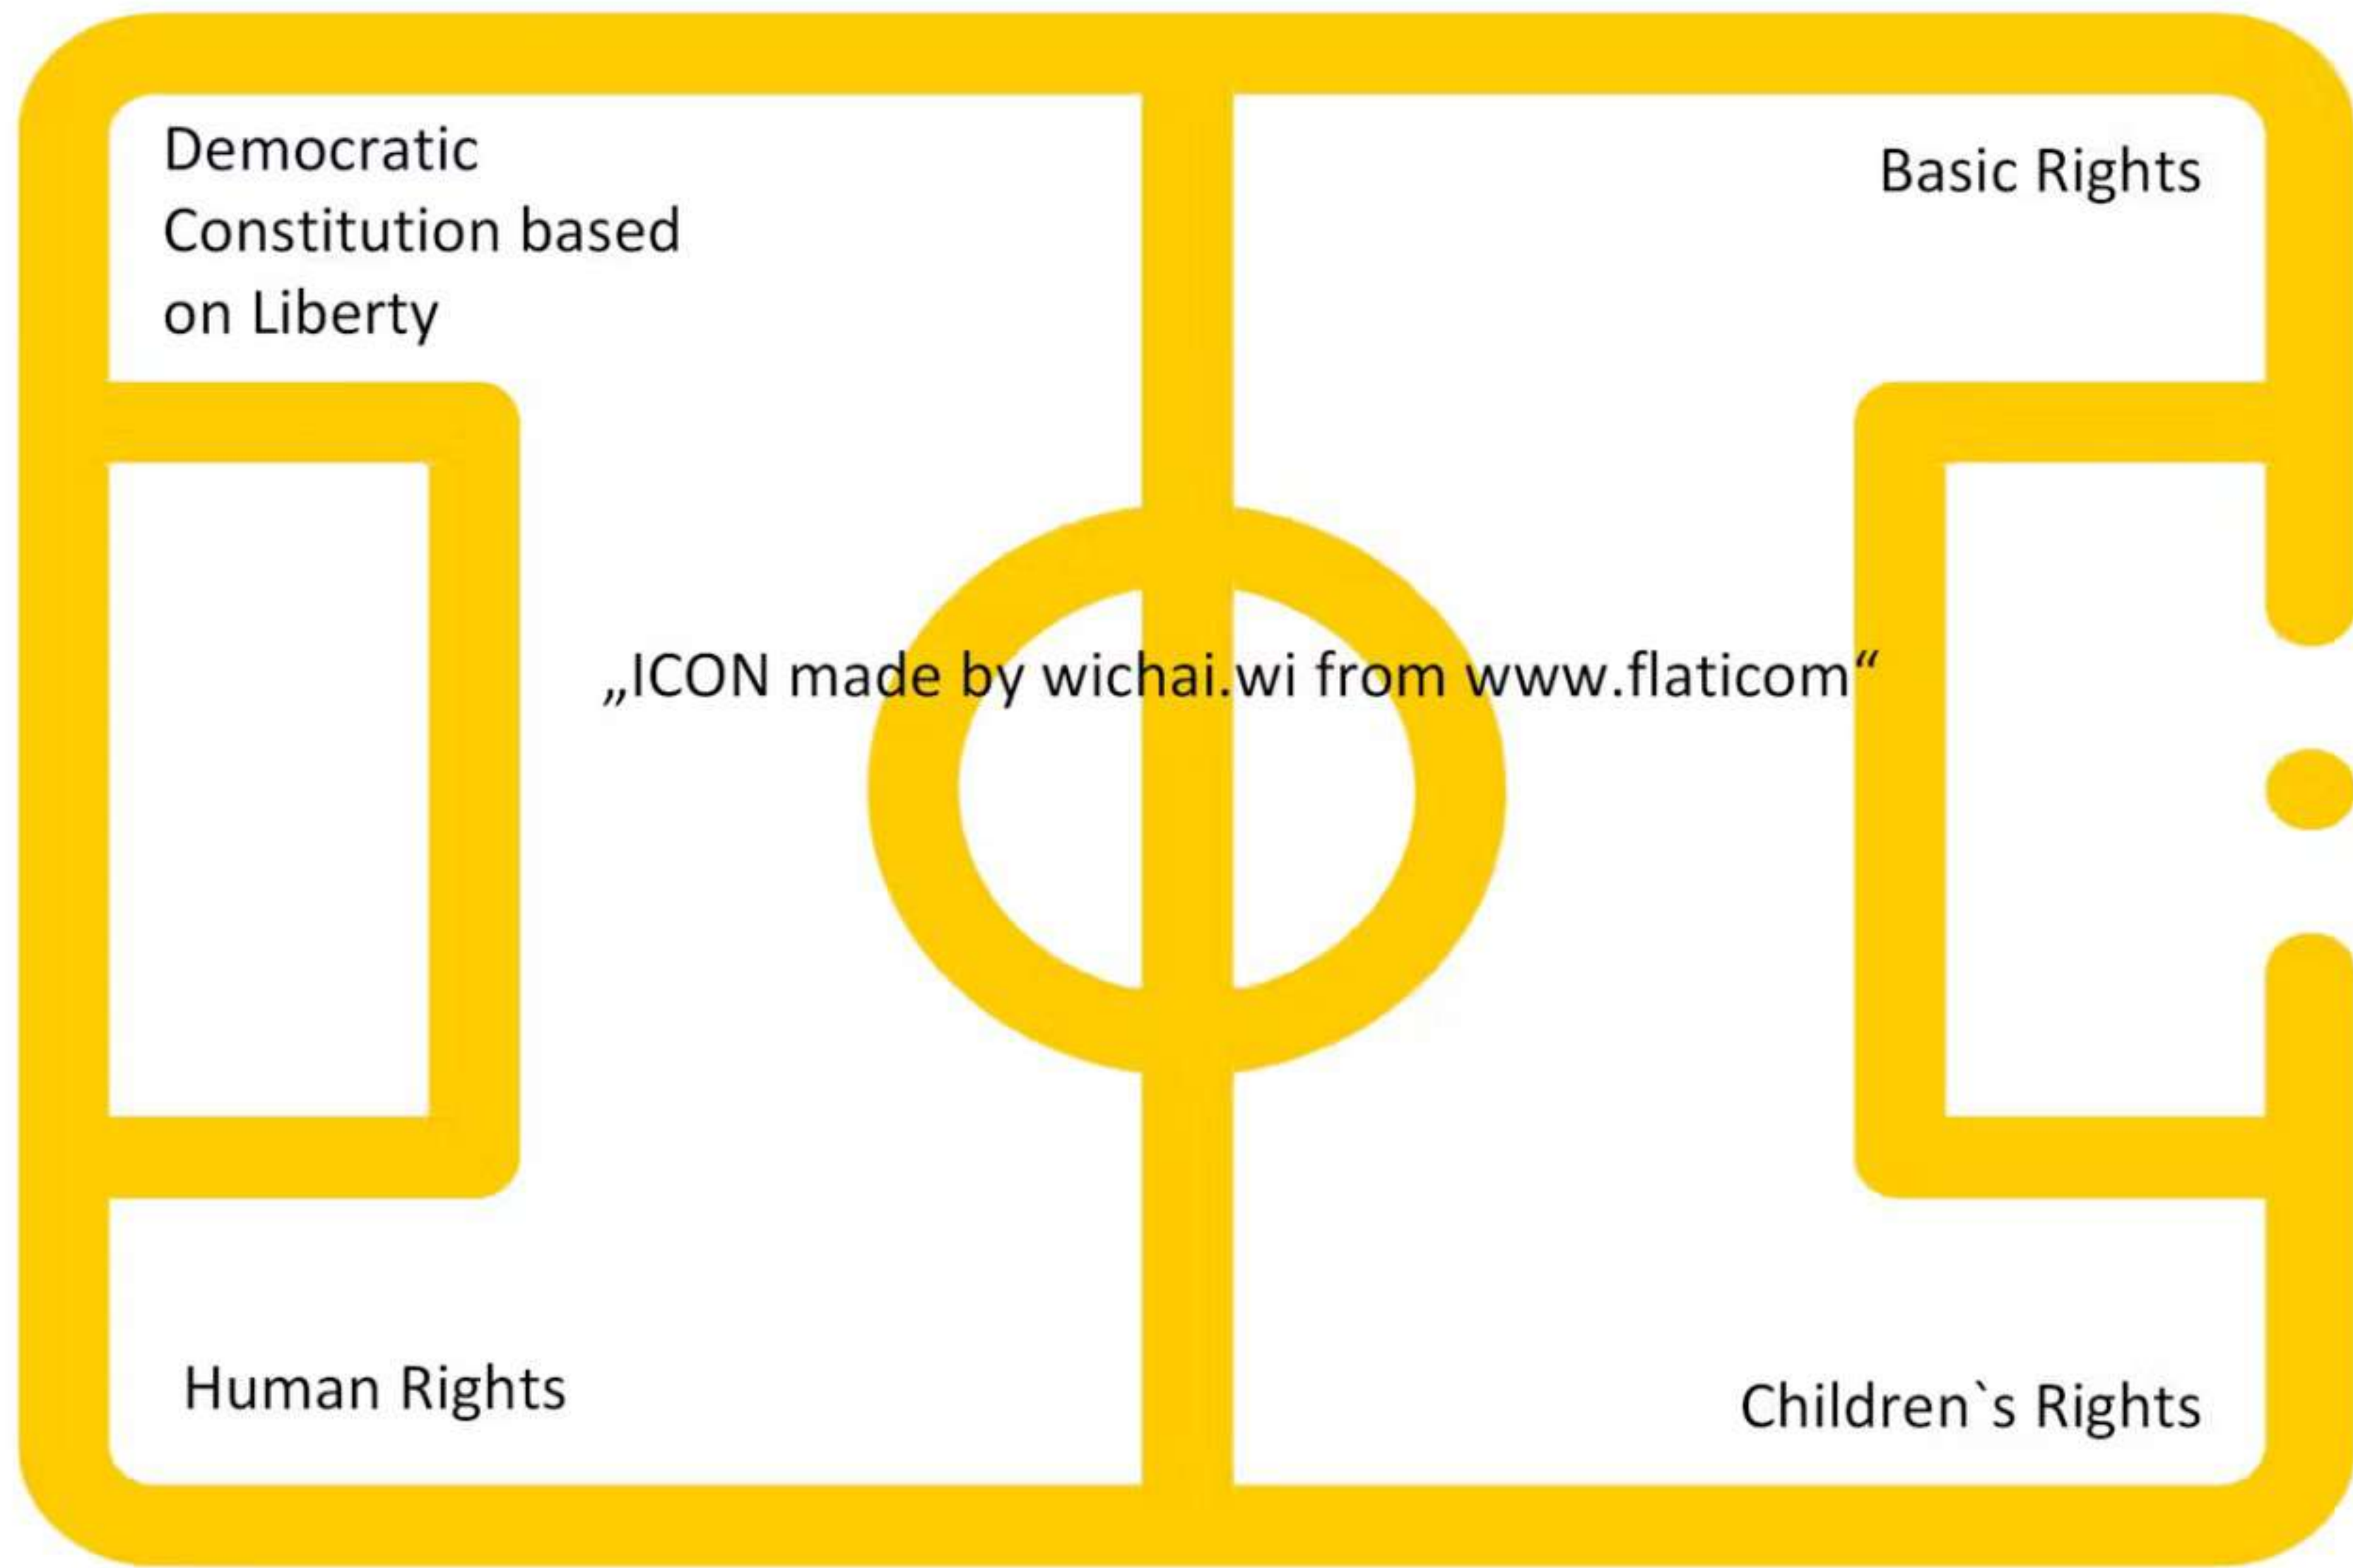 Democratic
Constitution based
on Liberty
Basic Rights
„ICON made by wichai.wi from www.flaticom“
Human Rights
Children`s Rights